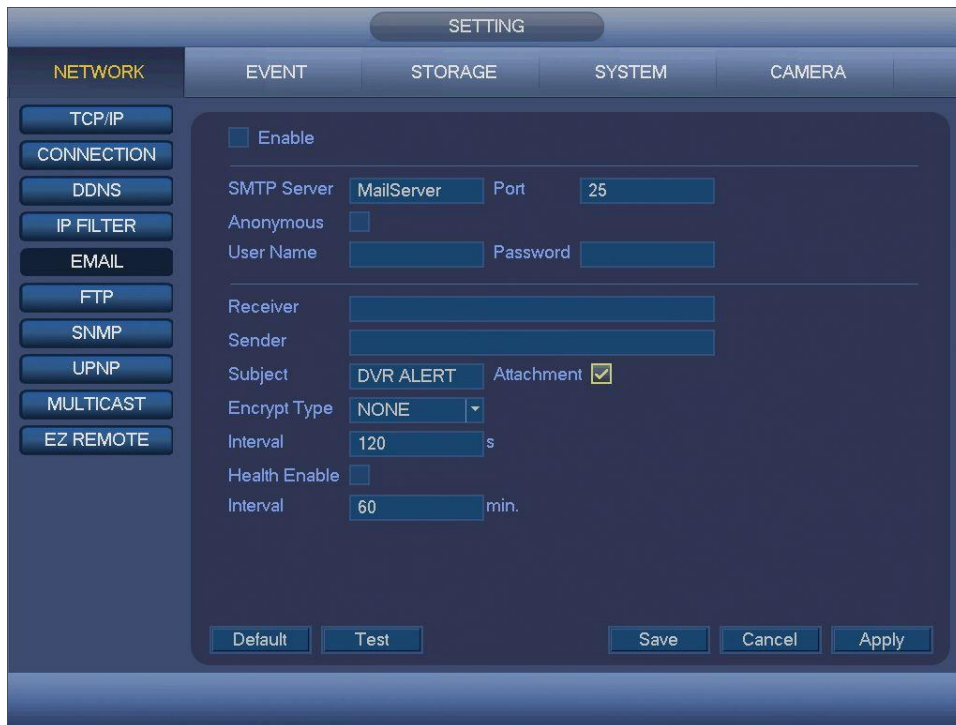 SETTING
NETWORK EVENT STORAGE SYSTEM CAMERA
TCP/IP
CONNECTION
DDNS
IP FILTER
EMAIL
FTP
SNMP
UPNP
MULTICAST
EZ REMOTE
Enable
SMTP Server MailServer Port 25
Anonymous
User Name Password
Receiver
Sender
Subject DVR ALERT Attachment
Encrypt Type NONE
Interval 120 s
Health Enable
Interval 60 min.
Default Test Save Cancel Apply